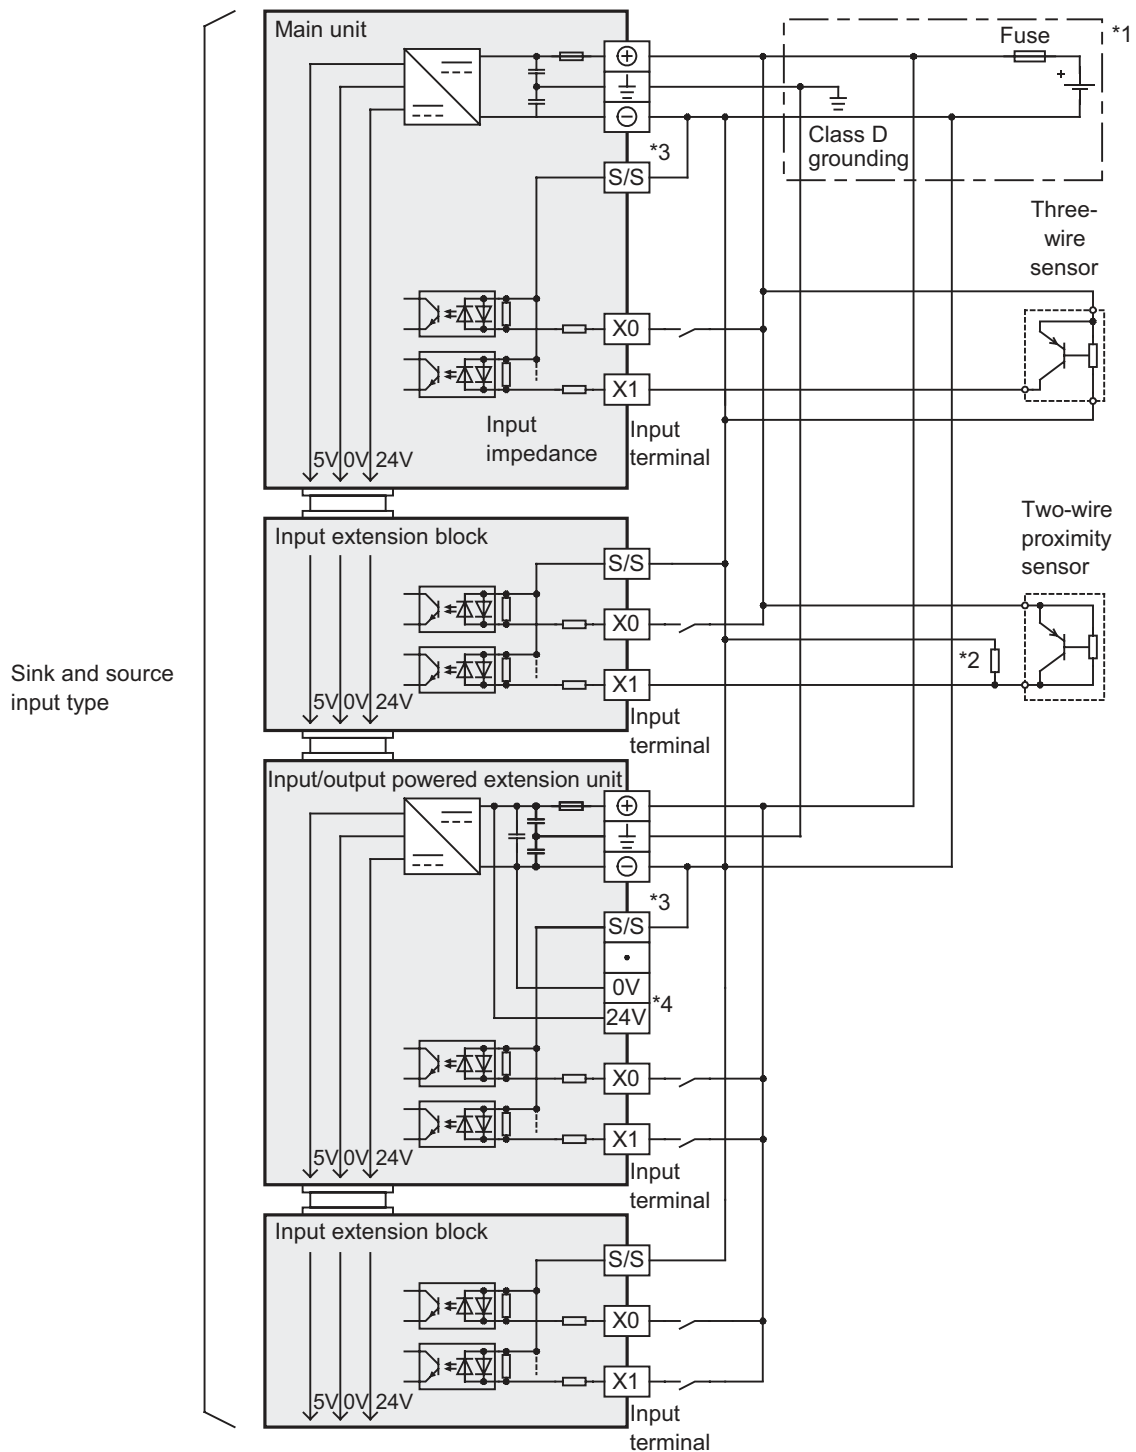 Main unit
Fuse
*1
+
Class D
grounding
*3
S/S
Three-
wire
sensor
X0
X1
Input
impedance
Input
terminal
5V 0V 24V
Input extension block
S/S
Two-wire
proximity
sensor
X0
*2
X1
Sink and source
input type
5V 0V 24V
Input
terminal
Input/output powered extension unit
*3
S/S
0V
*4
24V
X0
X1
5V 0V 24V
Input
terminal
Input extension block
S/S
X0
X1
5V 0V 24V
Input
terminal